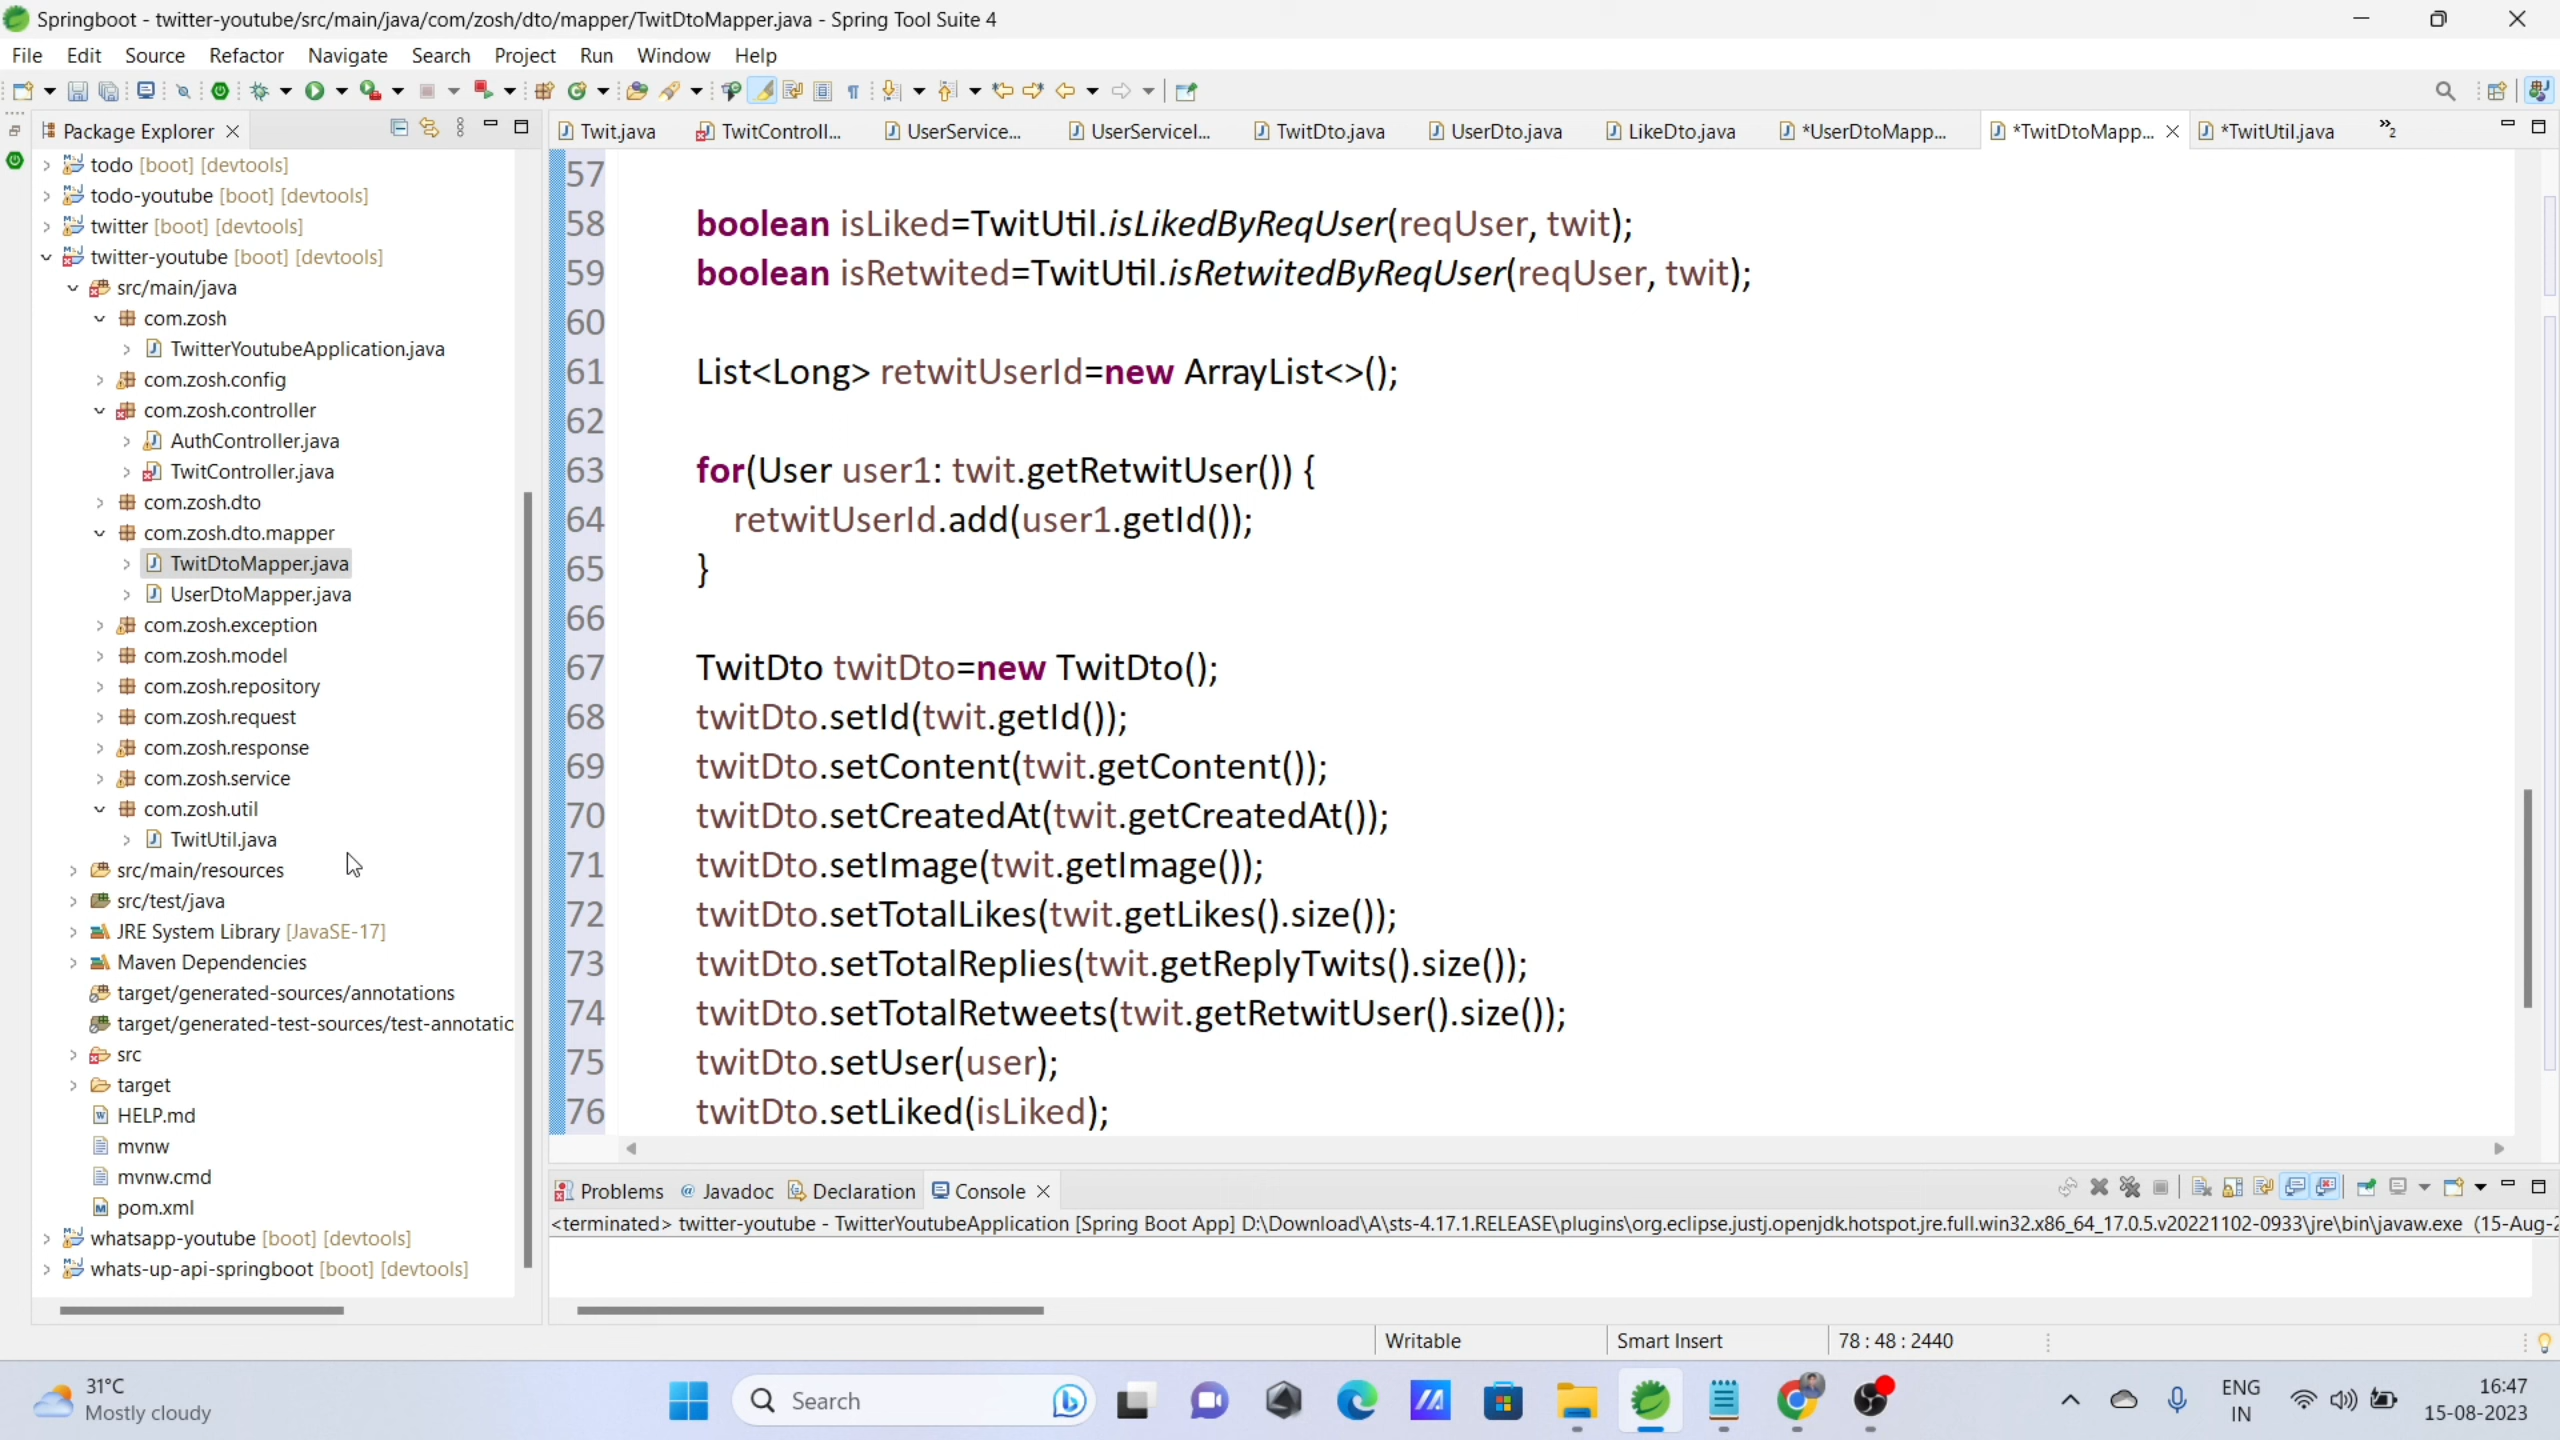 Springboot - twitter-youtube/src/main/java/com/zosh/dto/mapper/TwitDtoMapper.java - Spring Tool Suite 4
File Edit Source Refactor Navigate Search Project Run Window Help
Package Explorer
Twit.java TwitControll... UserService... UserServiceI... TwitDto.java UserDto.java LikeDto.java *UserDtoMapp... *TwitDtoMapp... *TwitUtil.java »2
todo [boot] [devtools]
todo-youtube [boot] [devtools]
twitter [boot] [devtools]
twitter-youtube [boot] [devtools]
src/main/java
com.zosh
TwitterYoutubeApplication.java
com.zosh.config
com.zosh.controller
AuthController.java
TwitController.java
com.zosh.dto
com.zosh.dto.mapper
TwitDtoMapper.java
UserDtoMapper.java
com.zosh.exception
com.zosh.model
com.zosh.repository
com.zosh.request
com.zosh.response
com.zosh.service
com.zosh.util
TwitUtil.java
src/main/resources
src/test/java
JRE System Library [JavaSE-17]
Maven Dependencies
target/generated-sources/annotations
target/generated-test-sources/test-annotatio
src
target
HELP.md
mvnw
mvnw.cmd
pom.xml
whatsapp-youtube [boot] [devtools]
whats-up-api-springboot [boot] [devtools]
57
58 boolean isLiked=TwitUtil.isLikedByReqUser(reqUser, twit);
59 boolean isRetwited=TwitUtil.isRetwitedByReqUser(reqUser, twit);
60
61 List<Long> retwitUserId=new ArrayList<>();
62
63 for(User user1: twit.getRetwitUser()) {
64 retwitUserId.add(user1.getId());
65 }
66
67 TwitDto twitDto=new TwitDto();
68 twitDto.setId(twit.getId());
69 twitDto.setContent(twit.getContent());
70 twitDto.setCreatedAt(twit.getCreatedAt());
71 twitDto.setImage(twit.getImage());
72 twitDto.setTotalLikes(twit.getLikes().size());
73 twitDto.setTotalReplies(twit.getReplyTwits().size());
74 twitDto.setTotalRetweets(twit.getRetwitUser().size());
75 twitDto.setUser(user);
76 twitDto.setLiked(isLiked);
Problems @ Javadoc Declaration Console
<terminated> twitter-youtube - TwitterYoutubeApplication [Spring Boot App] D:\Download\A\sts-4.17.1.RELEASE\plugins\org.eclipse.justj.openjdk.hotspot.jre.full.win32.x86_64_17.0.5.v20221102-0933\jre\bin\javaw.exe (15-Aug-2
Writable Smart Insert 78 : 48 : 2440
31°C
Mostly cloudy
Search
ENG
IN
16:47
15-08-2023